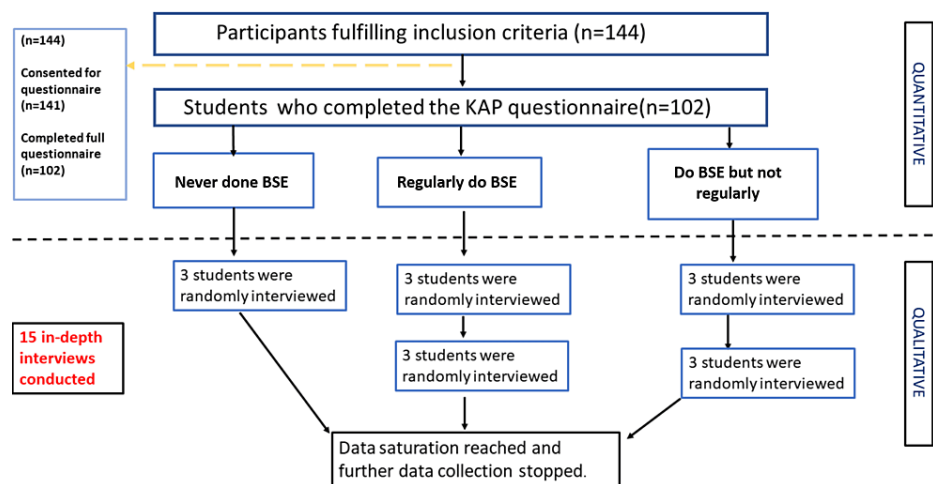 Participants fulfilling inclusion criteria (n=144)
(n=144)
Consented for
questionnaire
(n=141)
Completed full
questionnaire
(n=102)
Students who completed the KAP questionnaire(n=102)
QUANTITATIVE
Never done BSE
Regularly do BSE
Do BSE but not
regularly
3 students were
randomly interviewed
3 students were
randomly interviewed
3 students were
randomly interviewed
15 in-depth
interviews
conducted
3 students were
randomly interviewed
3 students were
randomly interviewed
QUALITATIVE
Data saturation reached and
further data collection stopped.